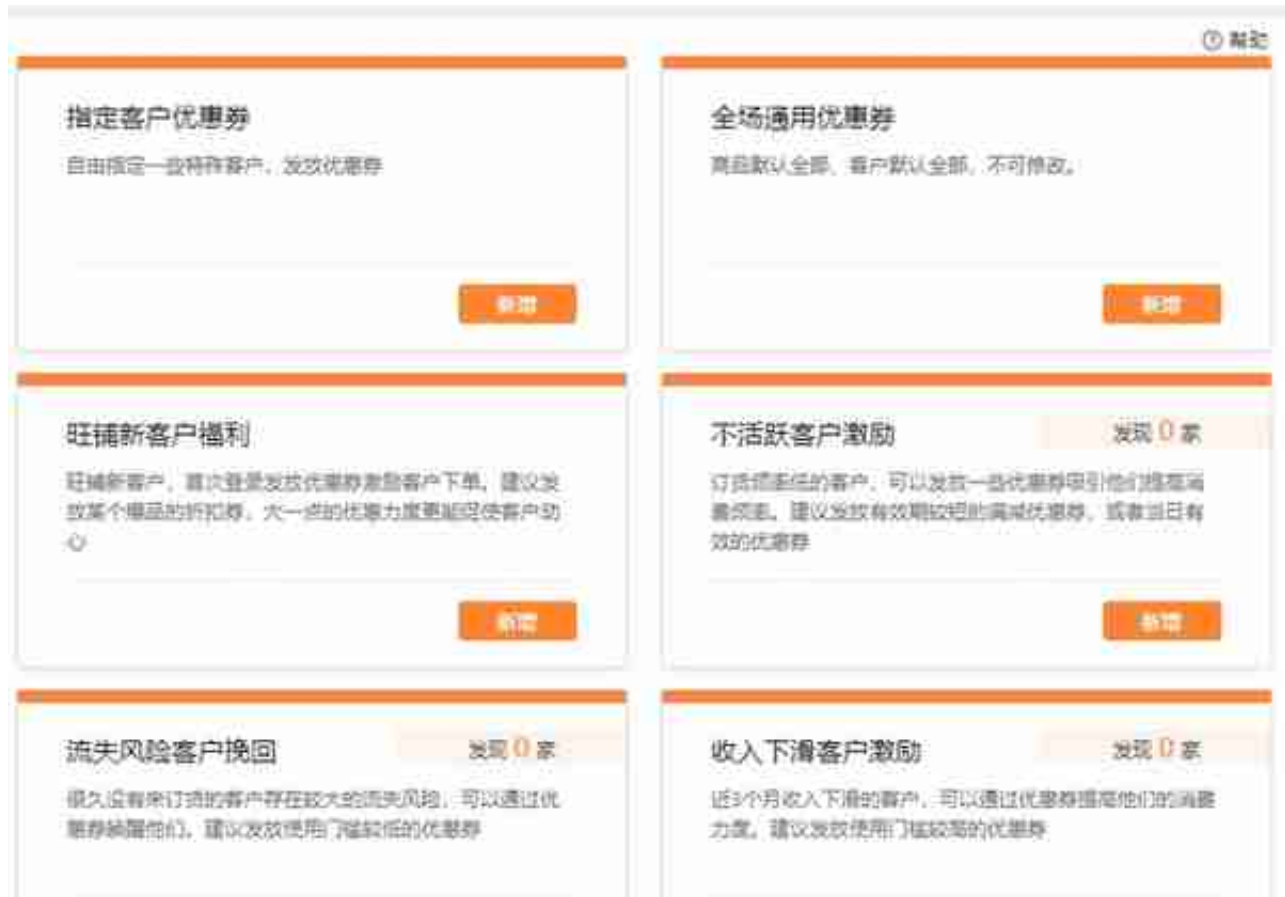 帮助
指定客户优惠券
自由指定一些特殊客户，发放优惠券
新增
全场通用优惠券
商品默认全部、客户默认全部、不可修改。
新增
旺铺新客户福利
旺铺新客户，首次登录发放优惠券激励客户下单，建议发
放某个爆品的折扣券，大一点的优惠力度更能促使客户动
心
新增
不活跃客户激励
发现 0 家
订货频率低的客户，可以发放一些优惠券吸引他们提高消
费频率。建议发放有效期较短的满减优惠券，或者当日有
效的优惠券
新增
流失风险客户挽回
发现 0 家
很久没有来订货的客户存在较大的流失风险，可以通过优
惠券唤醒他们，建议发放使用门槛较低的优惠券
收入下滑客户激励
发现 0 家
近3个月收入下滑的客户，可以通过优惠券提高他们的消费
力度。建议发放使用门槛较高的优惠券